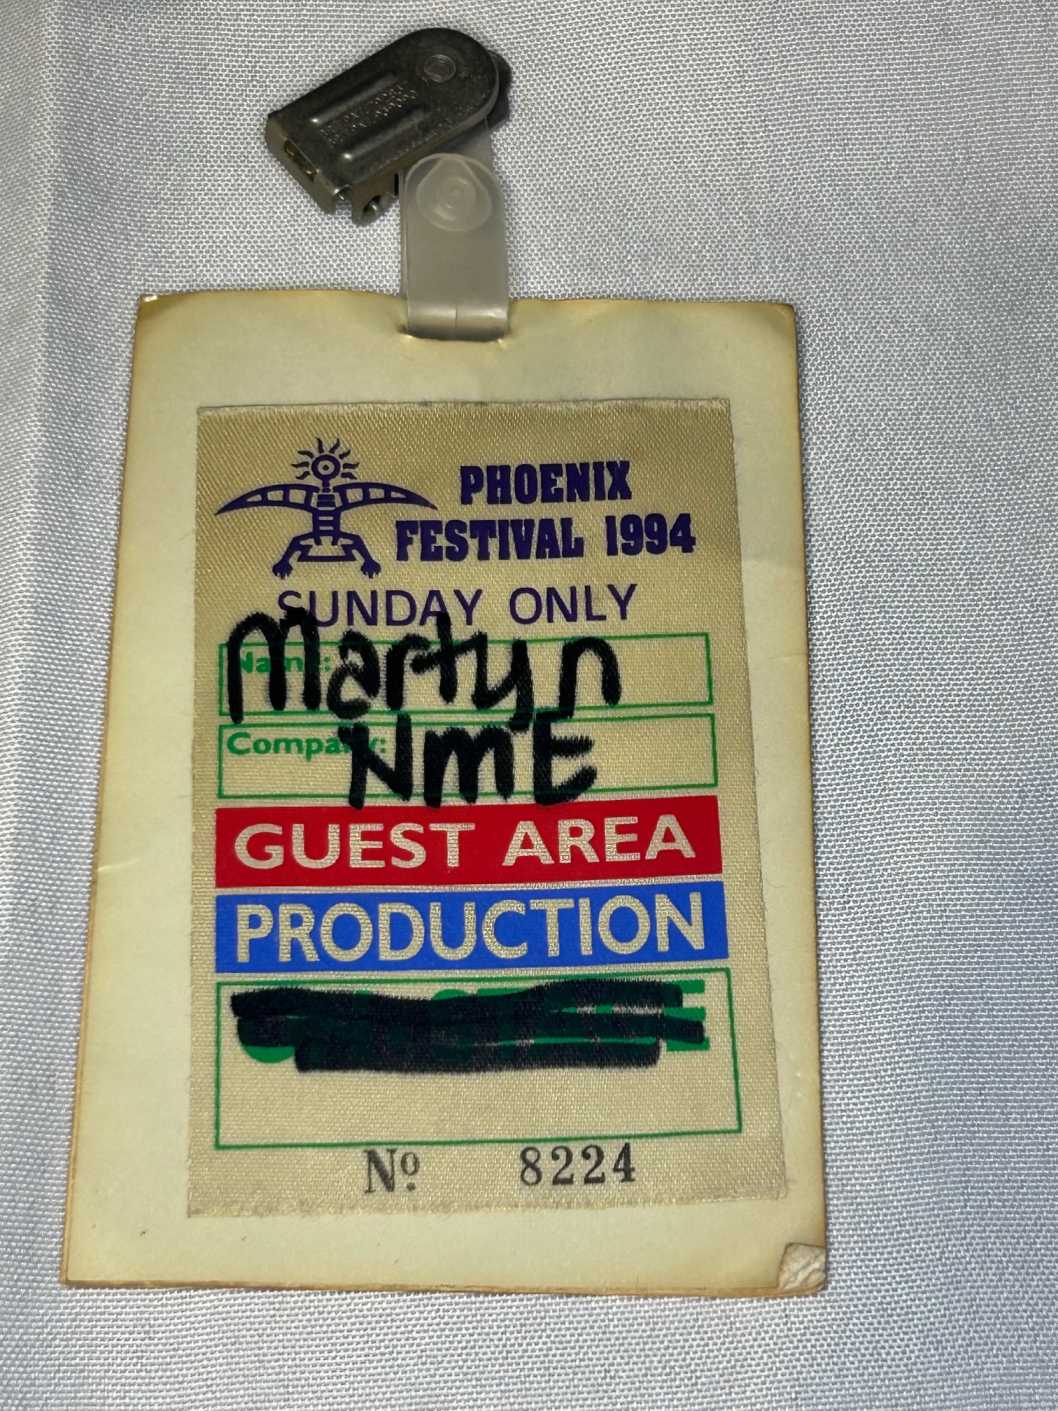 PHOENIX
FESTIVAL 1994
SUNDAY ONLY
Name:
Martyn
Company:
NME
GUEST AREA
PRODUCTION
Nº 8224